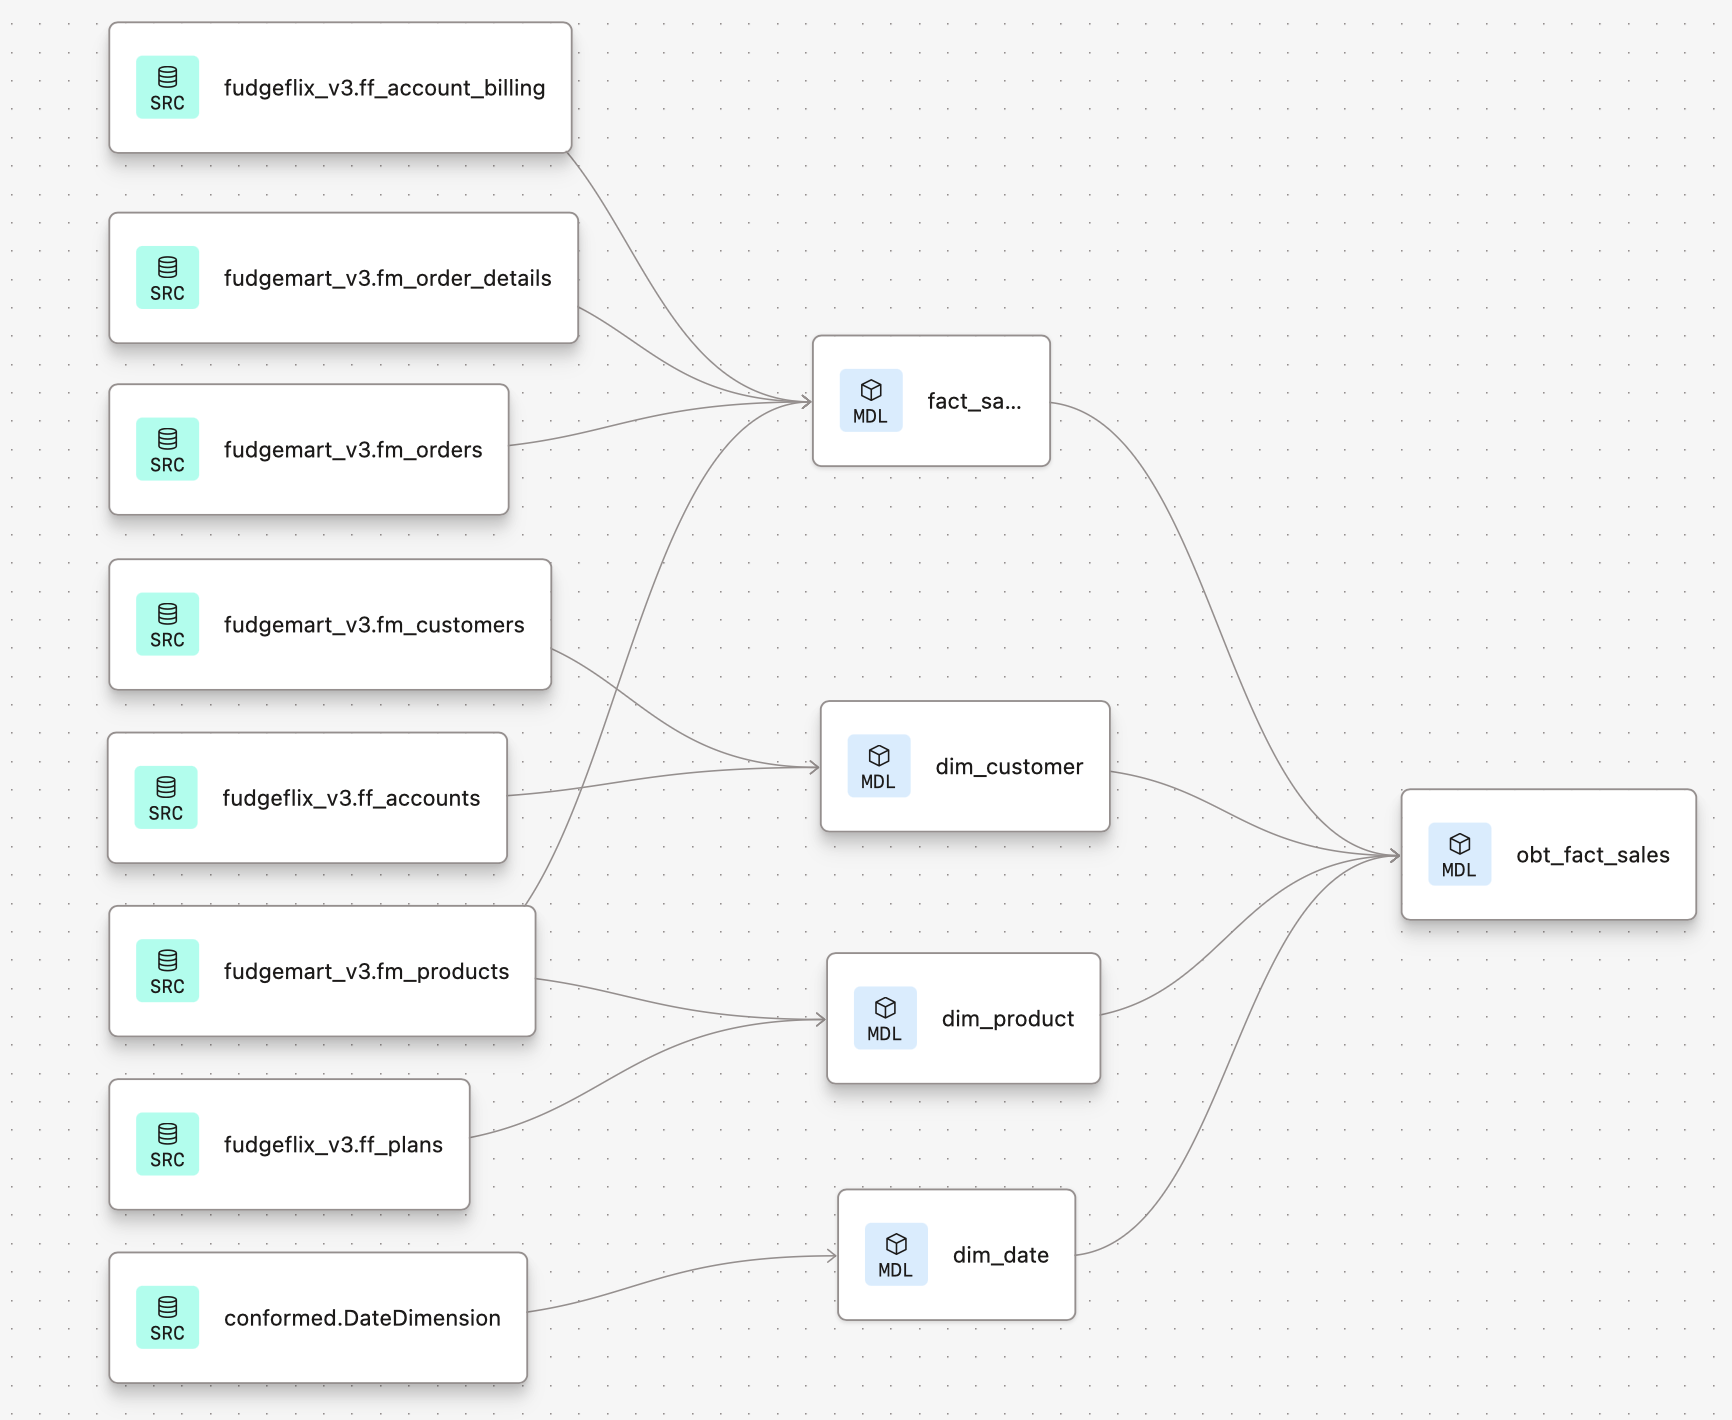 SRC
fudgeflix_v3.ff_account_billing
SRC
fudgemart_v3.fm_order_details
SRC
fudgemart_v3.fm_orders
SRC
fudgemart_v3.fm_customers
SRC
fudgeflix_v3.ff_accounts
SRC
fudgemart_v3.fm_products
SRC
fudgeflix_v3.ff_plans
SRC
conformed.DateDimension
MDL
fact_sa...
MDL
dim_customer
MDL
dim_product
MDL
dim_date
MDL
obt_fact_sales